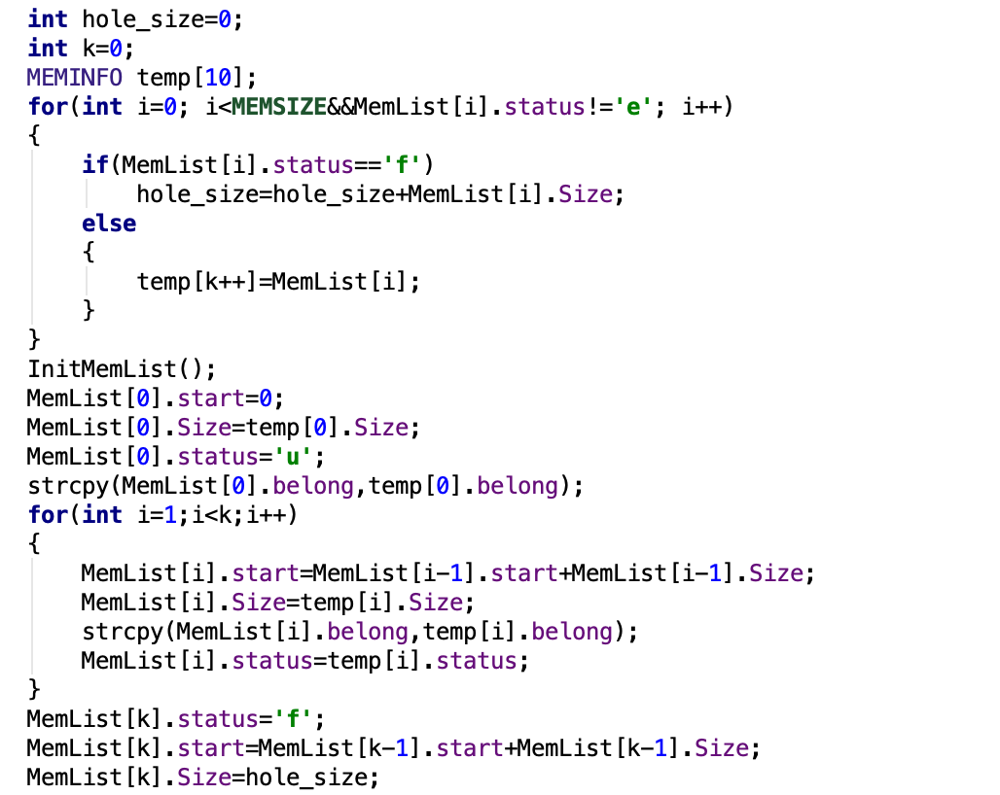 int hole_size=0;
int k=0;
MEMINFO temp[10];
for(int i=0; i<MEMSIZE&&MemList[i].status!='e'; i++)
{
    if(MemList[i].status=='f')
        hole_size=hole_size+MemList[i].Size;
    else
    {
        temp[k++]=MemList[i];
    }
}
InitMemList();
MemList[0].start=0;
MemList[0].Size=temp[0].Size;
MemList[0].status='u';
strcpy(MemList[0].belong,temp[0].belong);
for(int i=1;i<k;i++)
{
    MemList[i].start=MemList[i-1].start+MemList[i-1].Size;
    MemList[i].Size=temp[i].Size;
    strcpy(MemList[i].belong,temp[i].belong);
    MemList[i].status=temp[i].status;
}
MemList[k].status='f';
MemList[k].start=MemList[k-1].start+MemList[k-1].Size;
MemList[k].Size=hole_size;